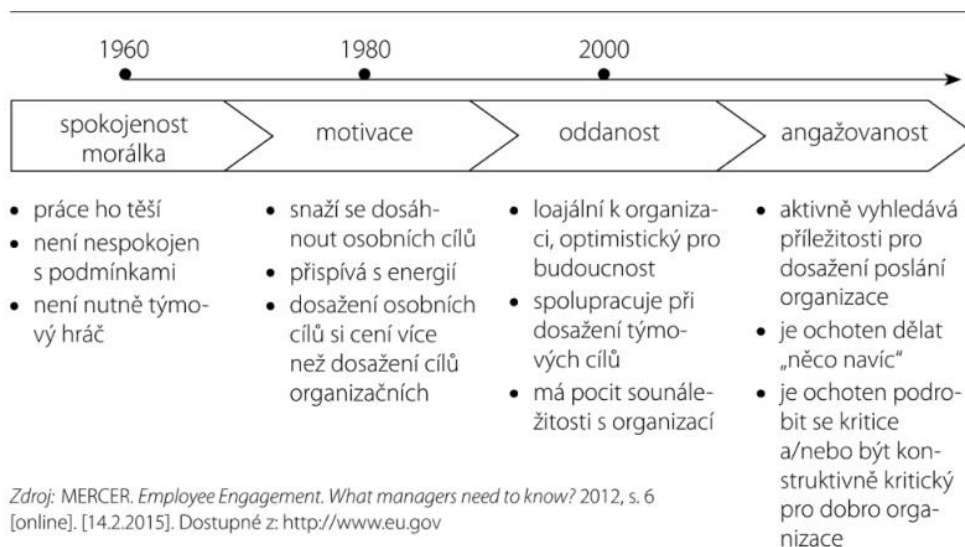 1960
1980
2000
spokojenost
morálka
motivace
oddanost
angažovanost
• práce ho těší
• není nespokojen
s podmínkami
• není nutně týmo-
vý hráč
• snaží se dosáh-
nout osobních cílů
• přispívá s energií
• dosažení osobních
cílů si cení více
než dosažení cílů
organizačních
• loajální k organiza-
ci, optimistický pro
budoucnost
• spolupracuje při
dosažení týmo-
vých cílů
• má pocit sounále-
žitosti s organizací
• aktivně vyhledává
příležitosti pro
dosažení poslání
organizace
• je ochoten dělat
„něco navíc“
• je ochoten podro-
bit se kritice
a/nebo být kon-
struktivně kritický
pro dobro orga-
nizace
Zdroj: MERCER. Employee Engagement. What managers need to know? 2012, s. 6
[online]. [14.2.2015]. Dostupné z: http://www.eu.gov